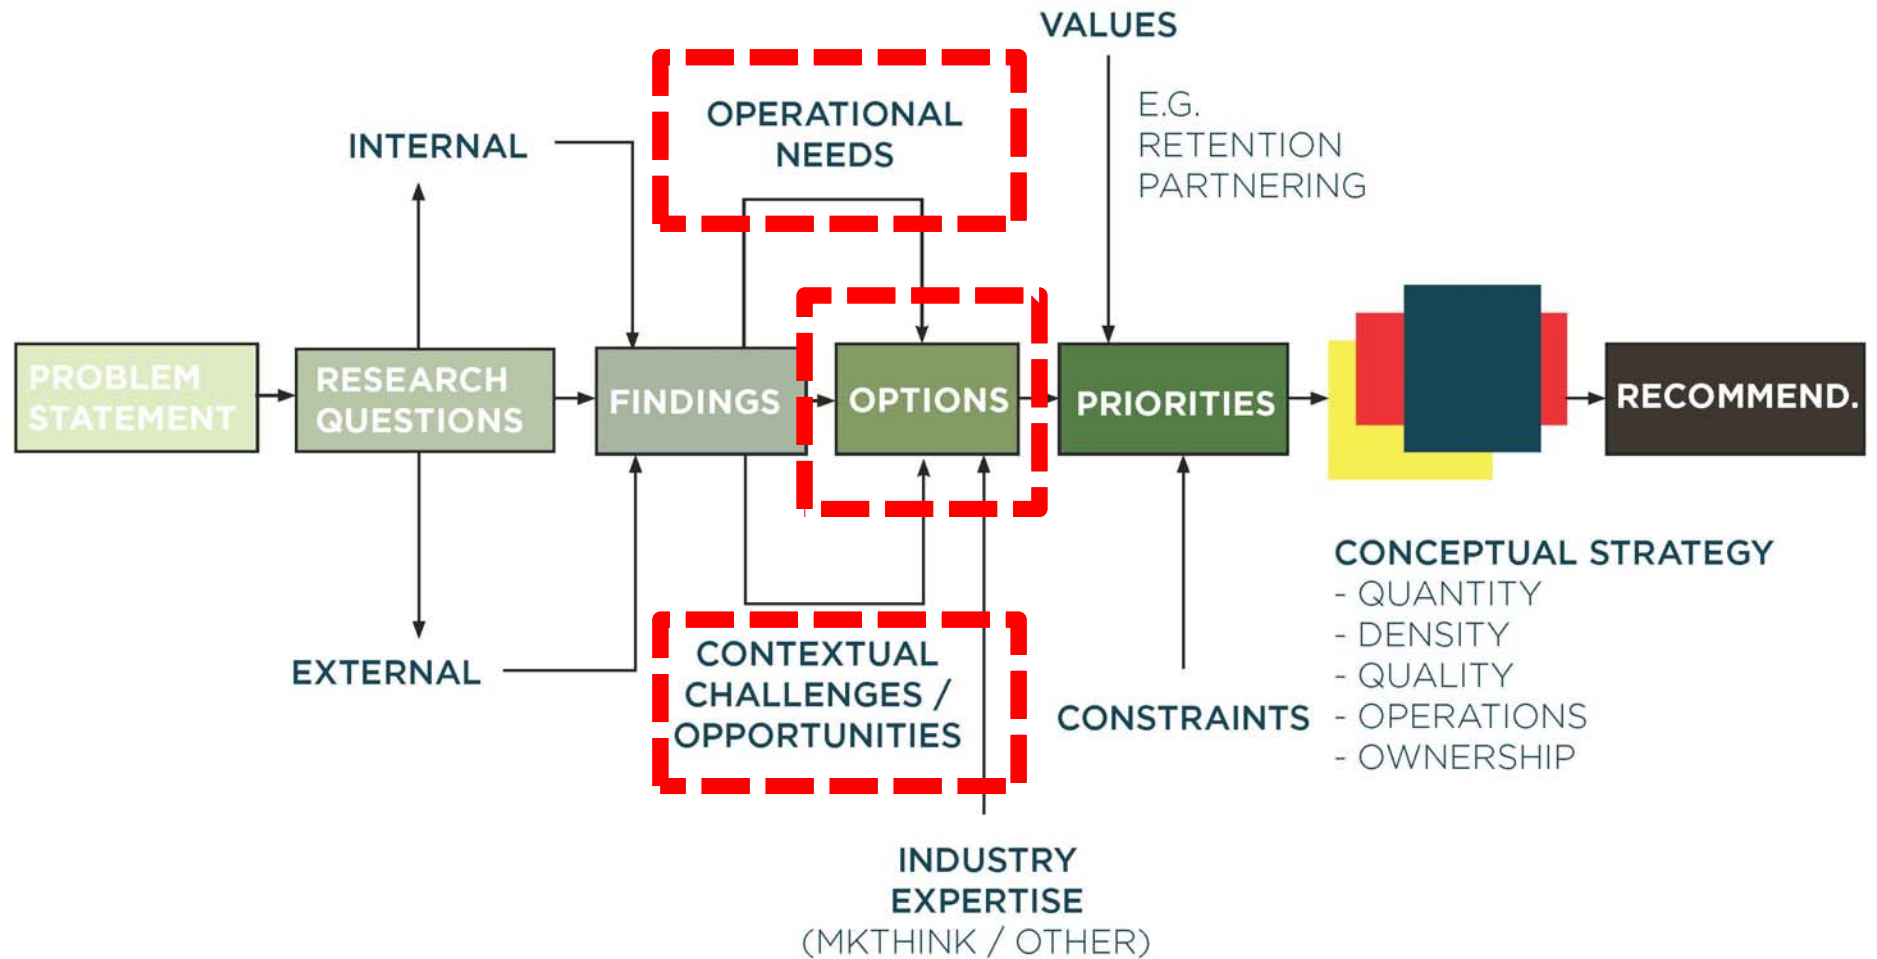 VALUES
E.G.
RETENTION
PARTNERING
OPERATIONAL
NEEDS
INTERNAL
PROBLEM
STATEMENT
RESEARCH
QUESTIONS
FINDINGS
OPTIONS
PRIORITIES
RECOMMEND.
EXTERNAL
CONTEXTUAL
CHALLENGES /
OPPORTUNITIES
CONSTRAINTS
CONCEPTUAL STRATEGY
- QUANTITY
- DENSITY
- QUALITY
- OPERATIONS
- OWNERSHIP
INDUSTRY
EXPERTISE
(MKTHINK / OTHER)